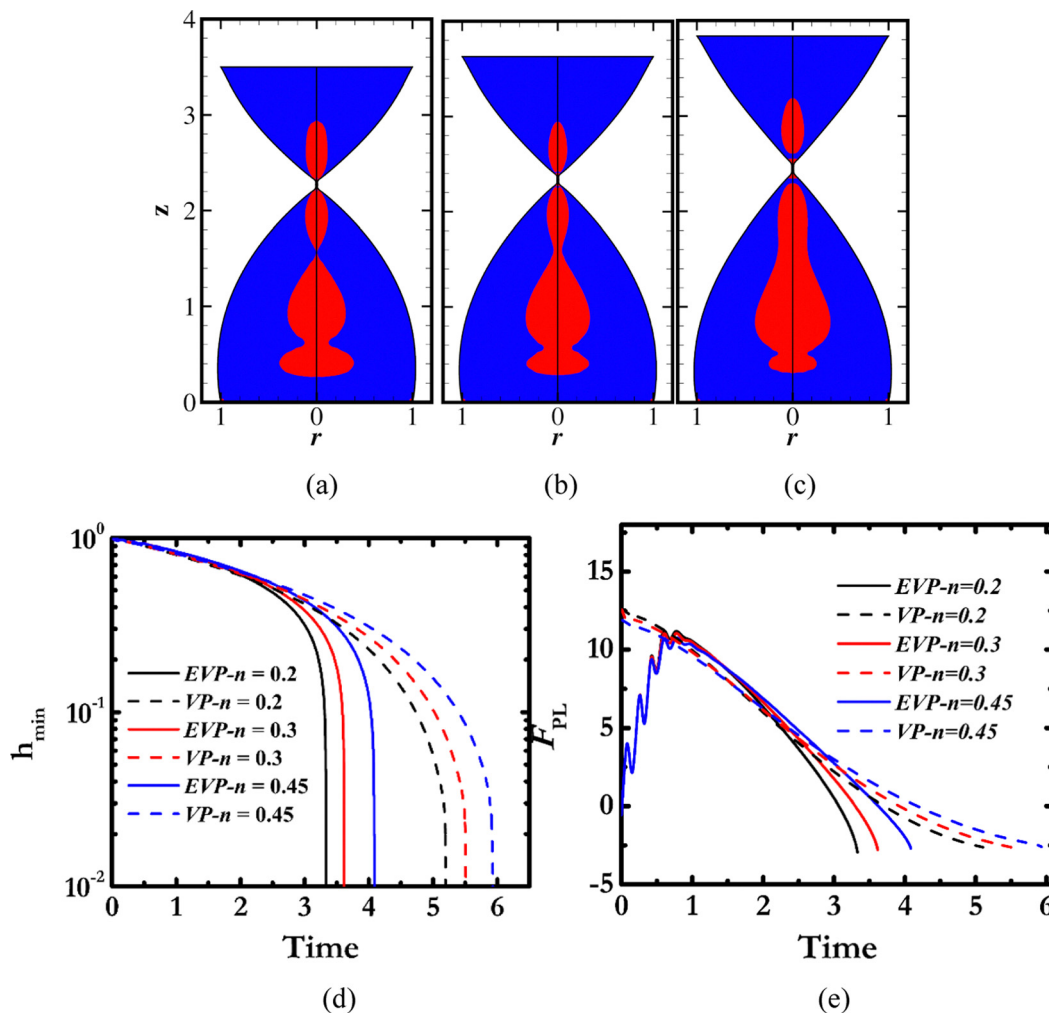 4
3
z
2
1
0
1 0 1
1 0 1
1 0 1
r
r
r
(a)
(b)
(c)
10^0
10^-1
10^-2
h_min
EVP-n = 0.2
VP-n = 0.2
EVP-n = 0.3
VP-n = 0.3
EVP-n = 0.45
VP-n = 0.45
0 1 2 3 4 5 6
Time
(d)
15
10
5
0
−5
F_PL
EVP-n=0.2
VP-n=0.2
EVP-n=0.3
VP-n=0.3
EVP-n=0.45
VP-n=0.45
0 1 2 3 4 5 6
Time
(e)